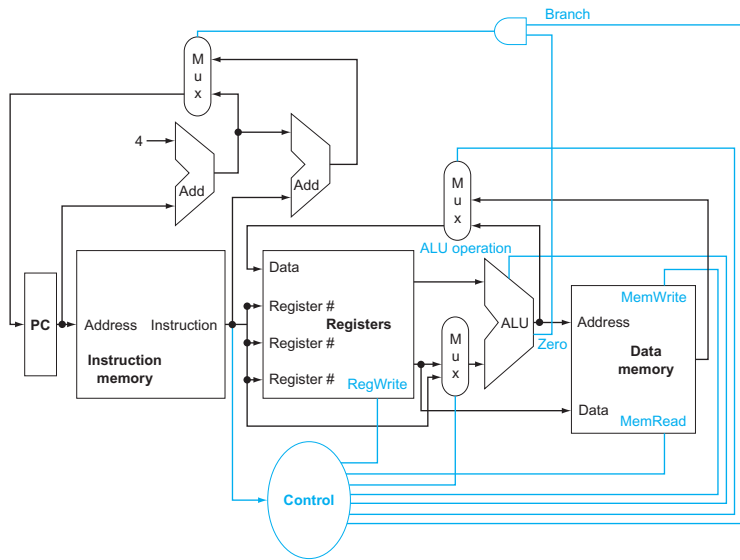 Branch
M
u
x
4
Add
Add
M
u
x
ALU operation
Data
Register #
Registers
Register #
Register #
RegWrite
PC
Address
Instruction
Instruction
memory
M
u
x
ALU
Zero
MemWrite
Address
Data
memory
Data
MemRead
Control